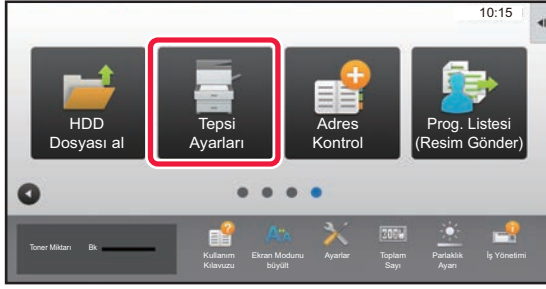 10:15
HDD
Dosyası al
Tepsi
Ayarları
Adres
Kontrol
Prog. Listesi
(Resim Gönder)
Toner Miktarı Bk
Kullanım
Kılavuzu
Ekran Modunu
büyült
Ayarlar
Toplam
Sayı
Parlaklık
Ayarı
İş Yönetimi